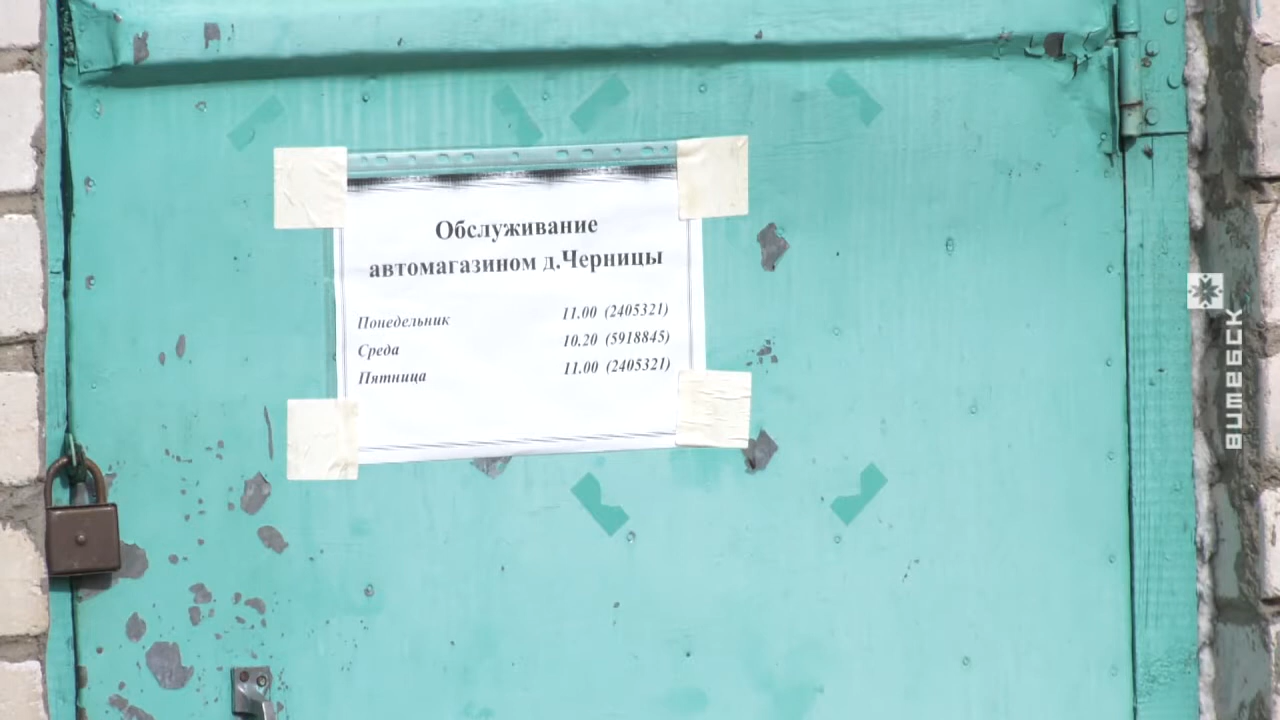 Обслуживание
автомагазином д.Черницы
Понедельник 11.00 (2405321)
Среда 10.20 (5918845)
Пятница 11.00 (2405321)
витебск